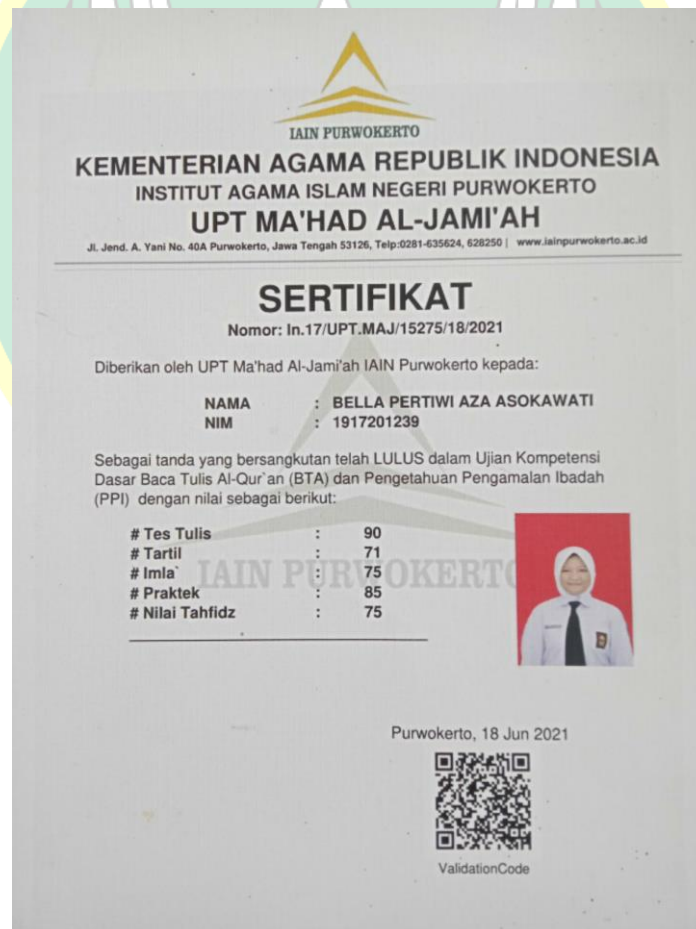 IAIN PURWOKERTO
KEMENTERIAN AGAMA REPUBLIK INDONESIA
INSTITUT AGAMA ISLAM NEGERI PURWOKERTO
UPT MA'HAD AL-JAMI'AH
Jl. Jend. A. Yani No. 40A Purwokerto, Jawa Tengah 53126, Telp:0281-635624, 628250 | www.iainpurwokerto.ac.id
SERTIFIKAT
Nomor: In.17/UPT.MAJ/15275/18/2021
Diberikan oleh UPT Ma'had Al-Jami'ah IAIN Purwokerto kepada:
NAMA : BELLA PERTIWI AZA ASOKAWATI
NIM : 1917201239
Sebagai tanda yang bersangkutan telah LULUS dalam Ujian Kompetensi
Dasar Baca Tulis Al-Qur`an (BTA) dan Pengetahuan Pengamalan Ibadah
(PPI) dengan nilai sebagai berikut:
# Tes Tulis : 90
# Tartil : 71
# Imla` : 75
# Praktek : 85
# Nilai Tahfidz : 75
IAIN PURWOKERTO
Purwokerto, 18 Jun 2021
ValidationCode